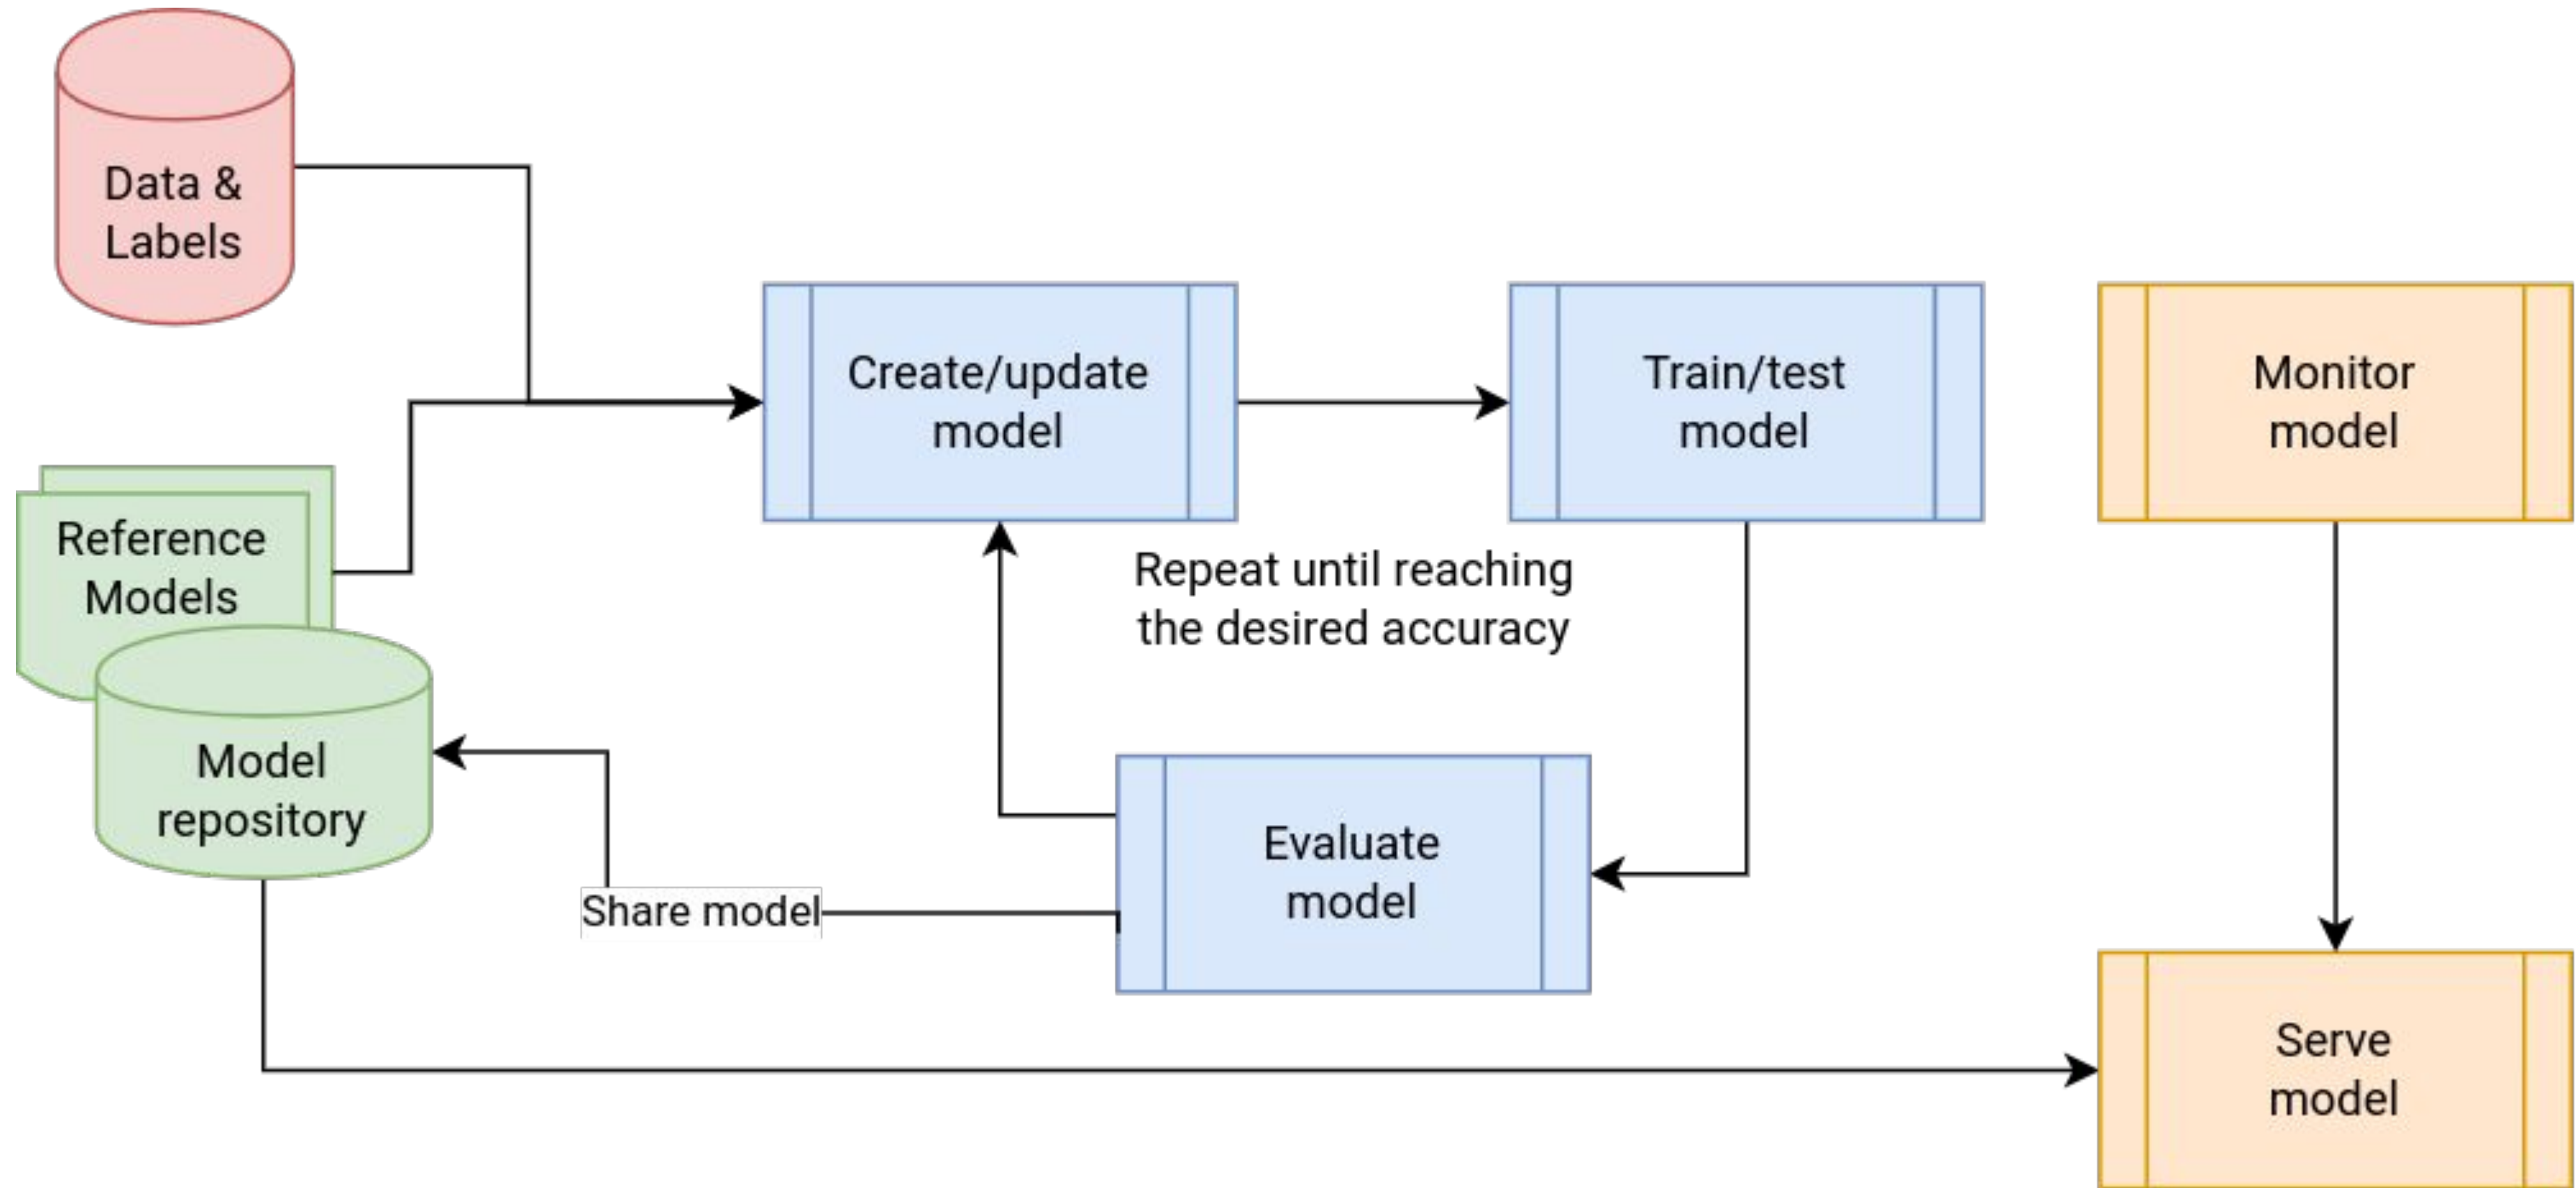 Data &
Labels
Reference
Models
Model
repository
Create/update
model
Train/test
model
Repeat until reaching
the desired accuracy
Evaluate
model
Share model
Monitor
model
Serve
model